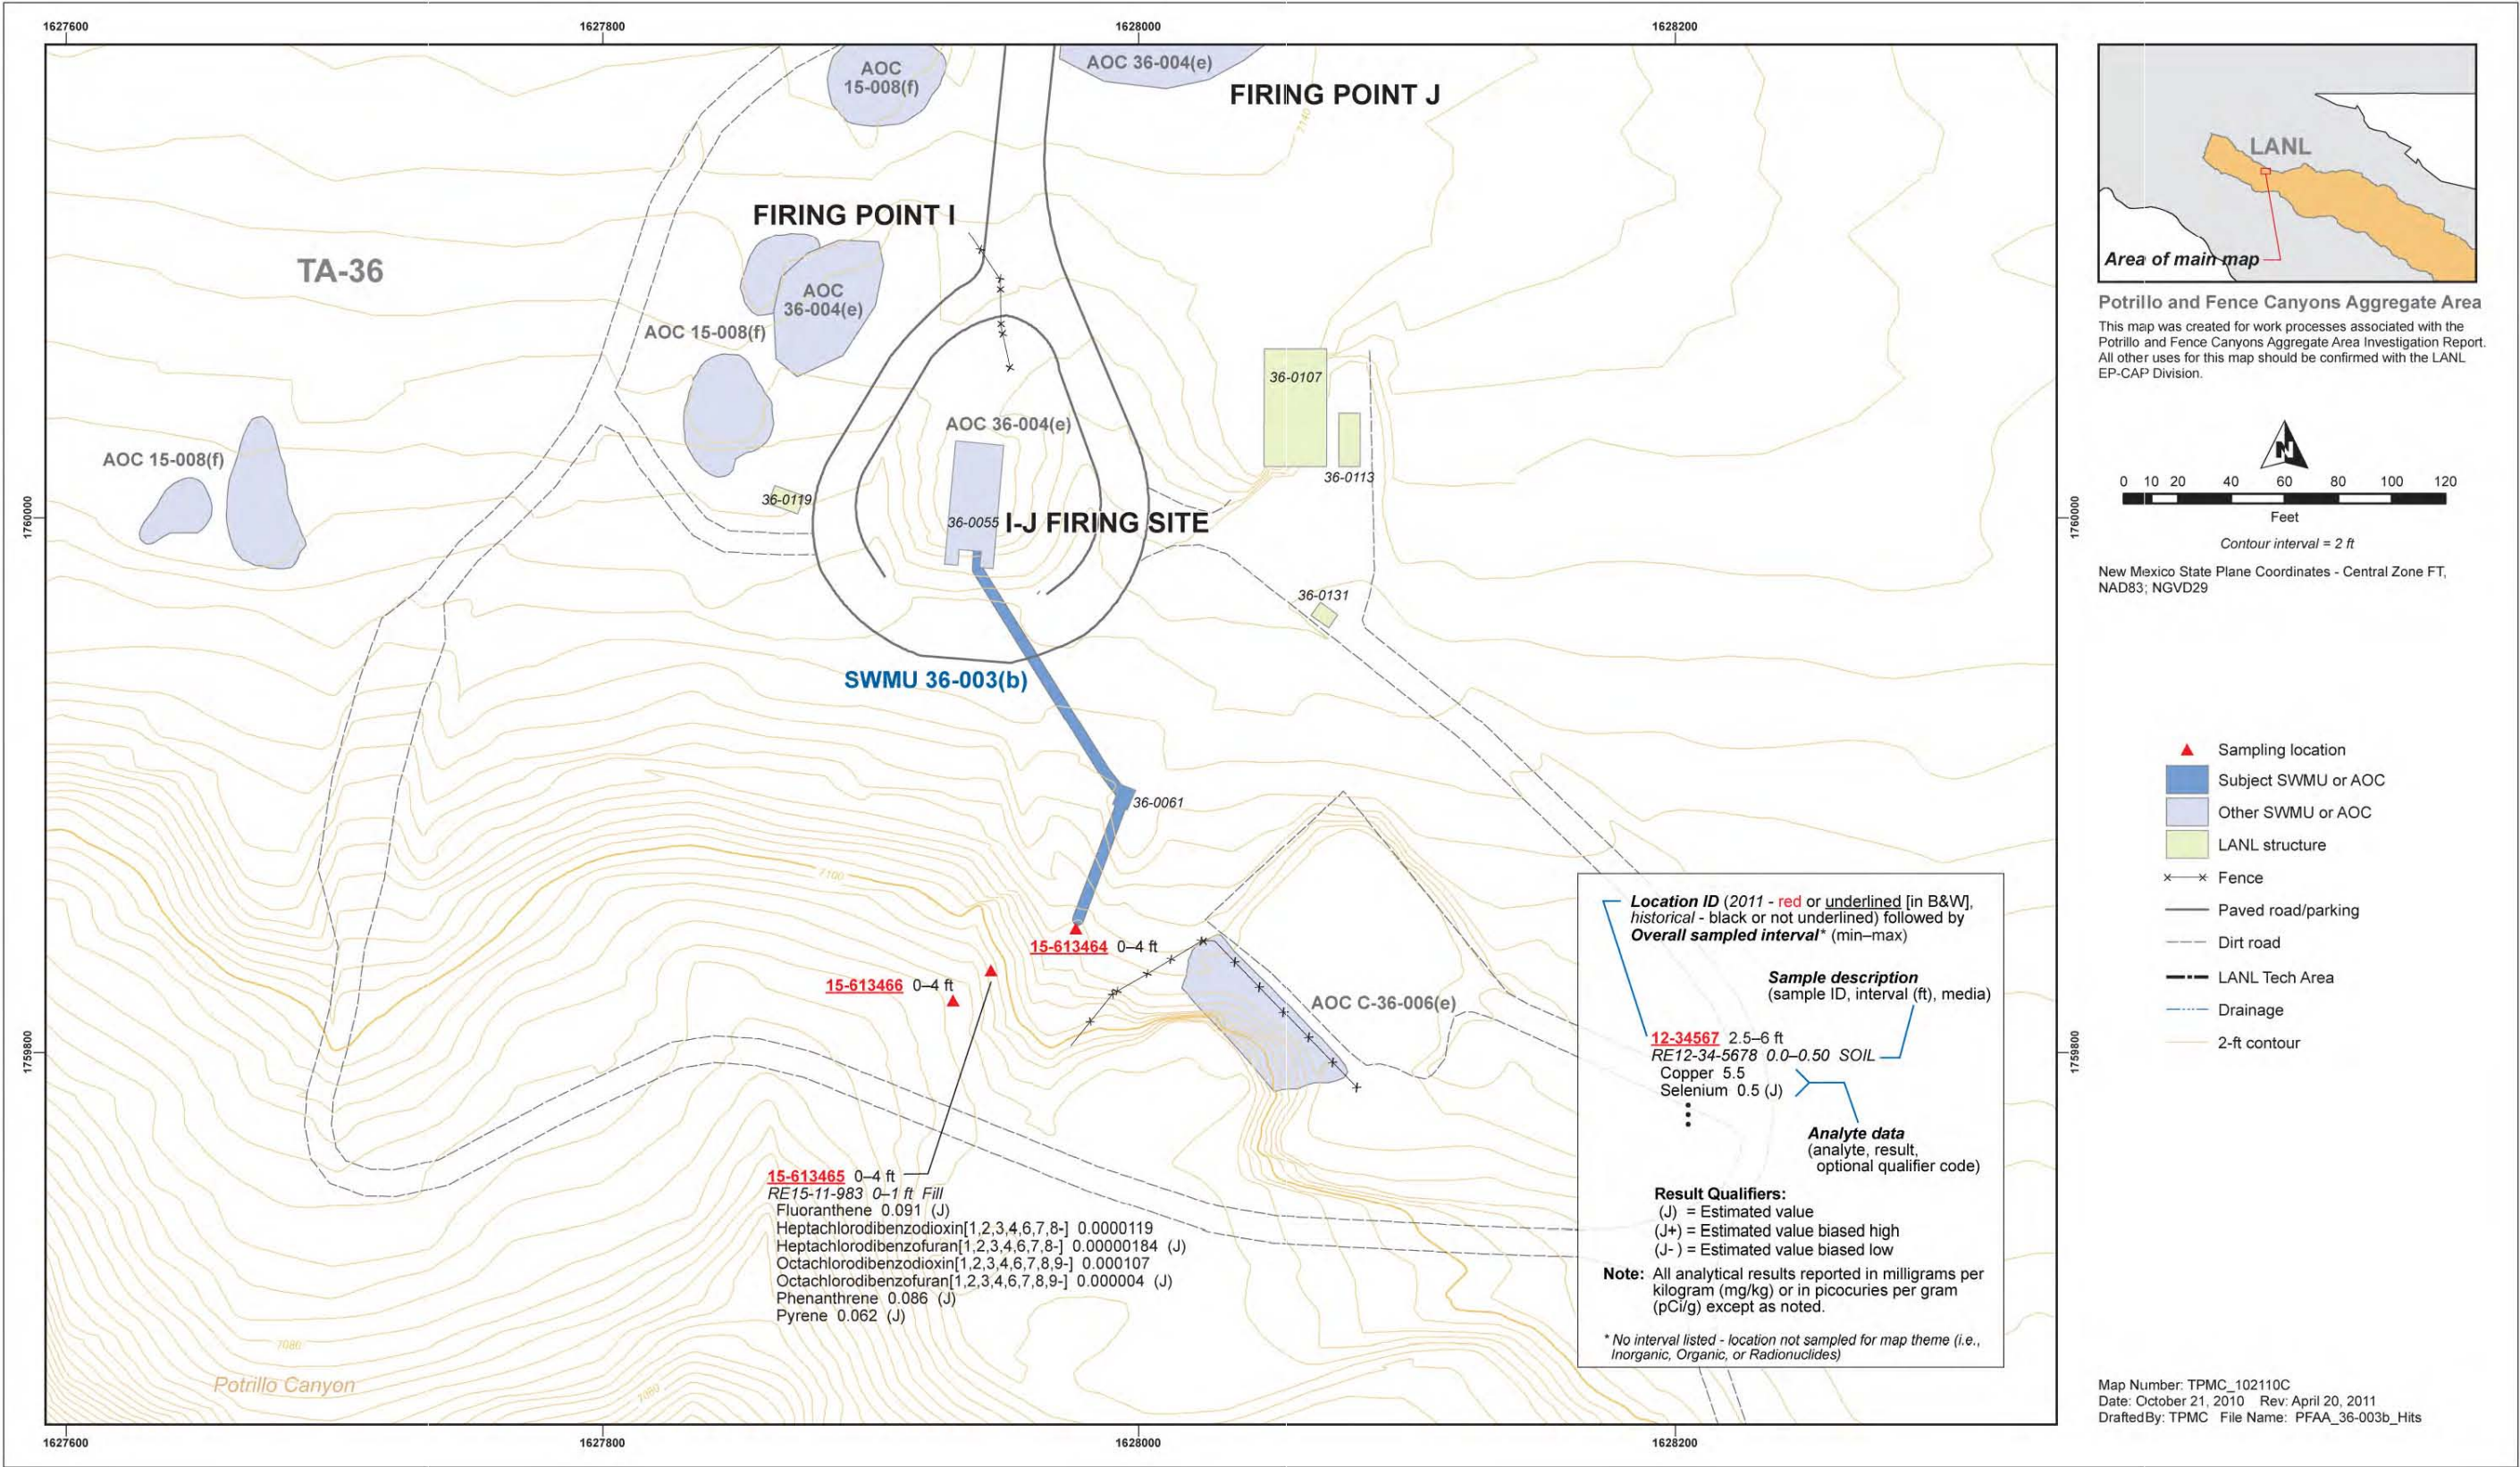 1627600
1627800
1628000
1628200
AOC
15-008(f)
AOC 36-004(e)
FIRING POINT J
7140
FIRING POINT I
TA-36
AOC
36-004(e)
AOC 15-008(f)
36-0107
AOC 36-004(e)
AOC 15-008(f)
36-0113
36-0119
36-0055
I-J FIRING SITE
1760000
1760000
36-0131
SWMU 36-003(b)
36-0061
7100
15-613464 0–4 ft
15-613466 0–4 ft
AOC C-36-006(e)
1759800
1759800
15-613465 0–4 ft
RE15-11-983 0–1 ft Fill
Fluoranthene 0.091 (J)
Heptachlorodibenzodioxin[1,2,3,4,6,7,8-] 0.0000119
Heptachlorodibenzofuran[1,2,3,4,6,7,8-] 0.00000184 (J)
Octachlorodibenzodioxin[1,2,3,4,6,7,8,9-] 0.000107
Octachlorodibenzofuran[1,2,3,4,6,7,8,9-] 0.000004 (J)
Phenanthrene 0.086 (J)
Pyrene 0.062 (J)
Potrillo Canyon
1627600
1627800
1628000
1628200
Location ID (2011 - red or underlined [in B&W],
historical - black or not underlined) followed by
Overall sampled interval* (min–max)
Sample description
(sample ID, interval (ft), media)
12-34567 2.5–6 ft
RE12-34-5678 0.0–0.50 SOIL
Copper 5.5
Selenium 0.5 (J)
Analyte data
(analyte, result,
optional qualifier code)
Result Qualifiers:
(J) = Estimated value
(J+) = Estimated value biased high
(J- ) = Estimated value biased low
Note: All analytical results reported in milligrams per
kilogram (mg/kg) or in picocuries per gram
(pCi/g) except as noted.
* No interval listed - location not sampled for map theme (i.e.,
Inorganic, Organic, or Radionuclides)
LANL
Area of main map
Potrillo and Fence Canyons Aggregate Area
This map was created for work processes associated with the
Potrillo and Fence Canyons Aggregate Area Investigation Report.
All other uses for this map should be confirmed with the LANL
EP-CAP Division.
N
0 10 20 40 60 80 100 120
Feet
Contour interval = 2 ft
New Mexico State Plane Coordinates - Central Zone FT,
NAD83; NGVD29
Sampling location
Subject SWMU or AOC
Other SWMU or AOC
LANL structure
Fence
Paved road/parking
Dirt road
LANL Tech Area
Drainage
2-ft contour
Map Number: TPMC_102110C
Date: October 21, 2010 Rev: April 20, 2011
DraftedBy: TPMC File Name: PFAA_36-003b_Hits